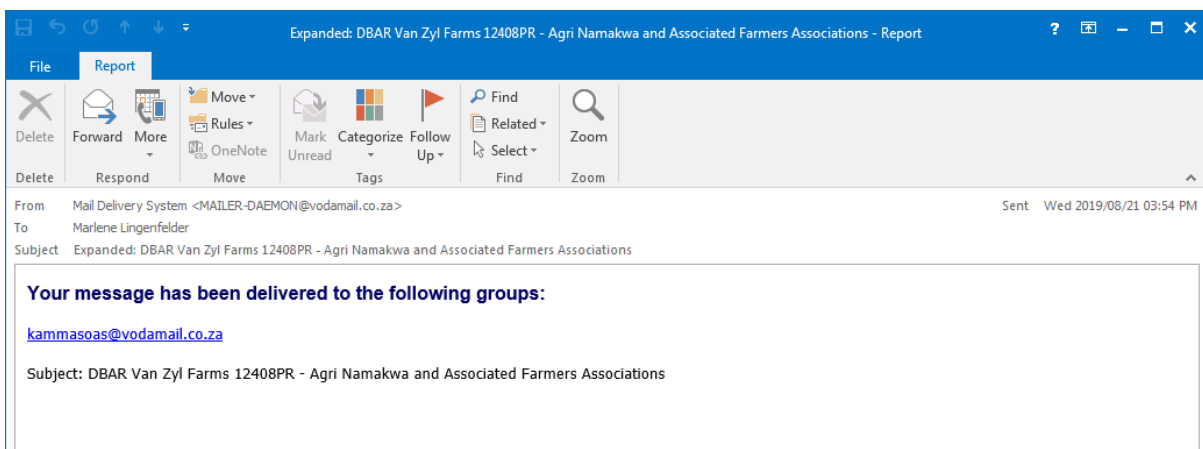 Expanded: DBAR Van Zyl Farms 12408PR - Agri Namakwa and Associated Farmers Associations - Report
File Report
Delete Forward More Move Rules OneNote Mark Unread Categorize Follow Up Find Related Select Zoom
Delete Respond Move Tags Find Zoom
From Mail Delivery System <MAILER-DAEMON@vodamail.co.za> Sent Wed 2019/08/21 03:54 PM
To Marlene Lingenfelder
Subject Expanded: DBAR Van Zyl Farms 12408PR - Agri Namakwa and Associated Farmers Associations
Your message has been delivered to the following groups:
kammasoas@vodamail.co.za
Subject: DBAR Van Zyl Farms 12408PR - Agri Namakwa and Associated Farmers Associations